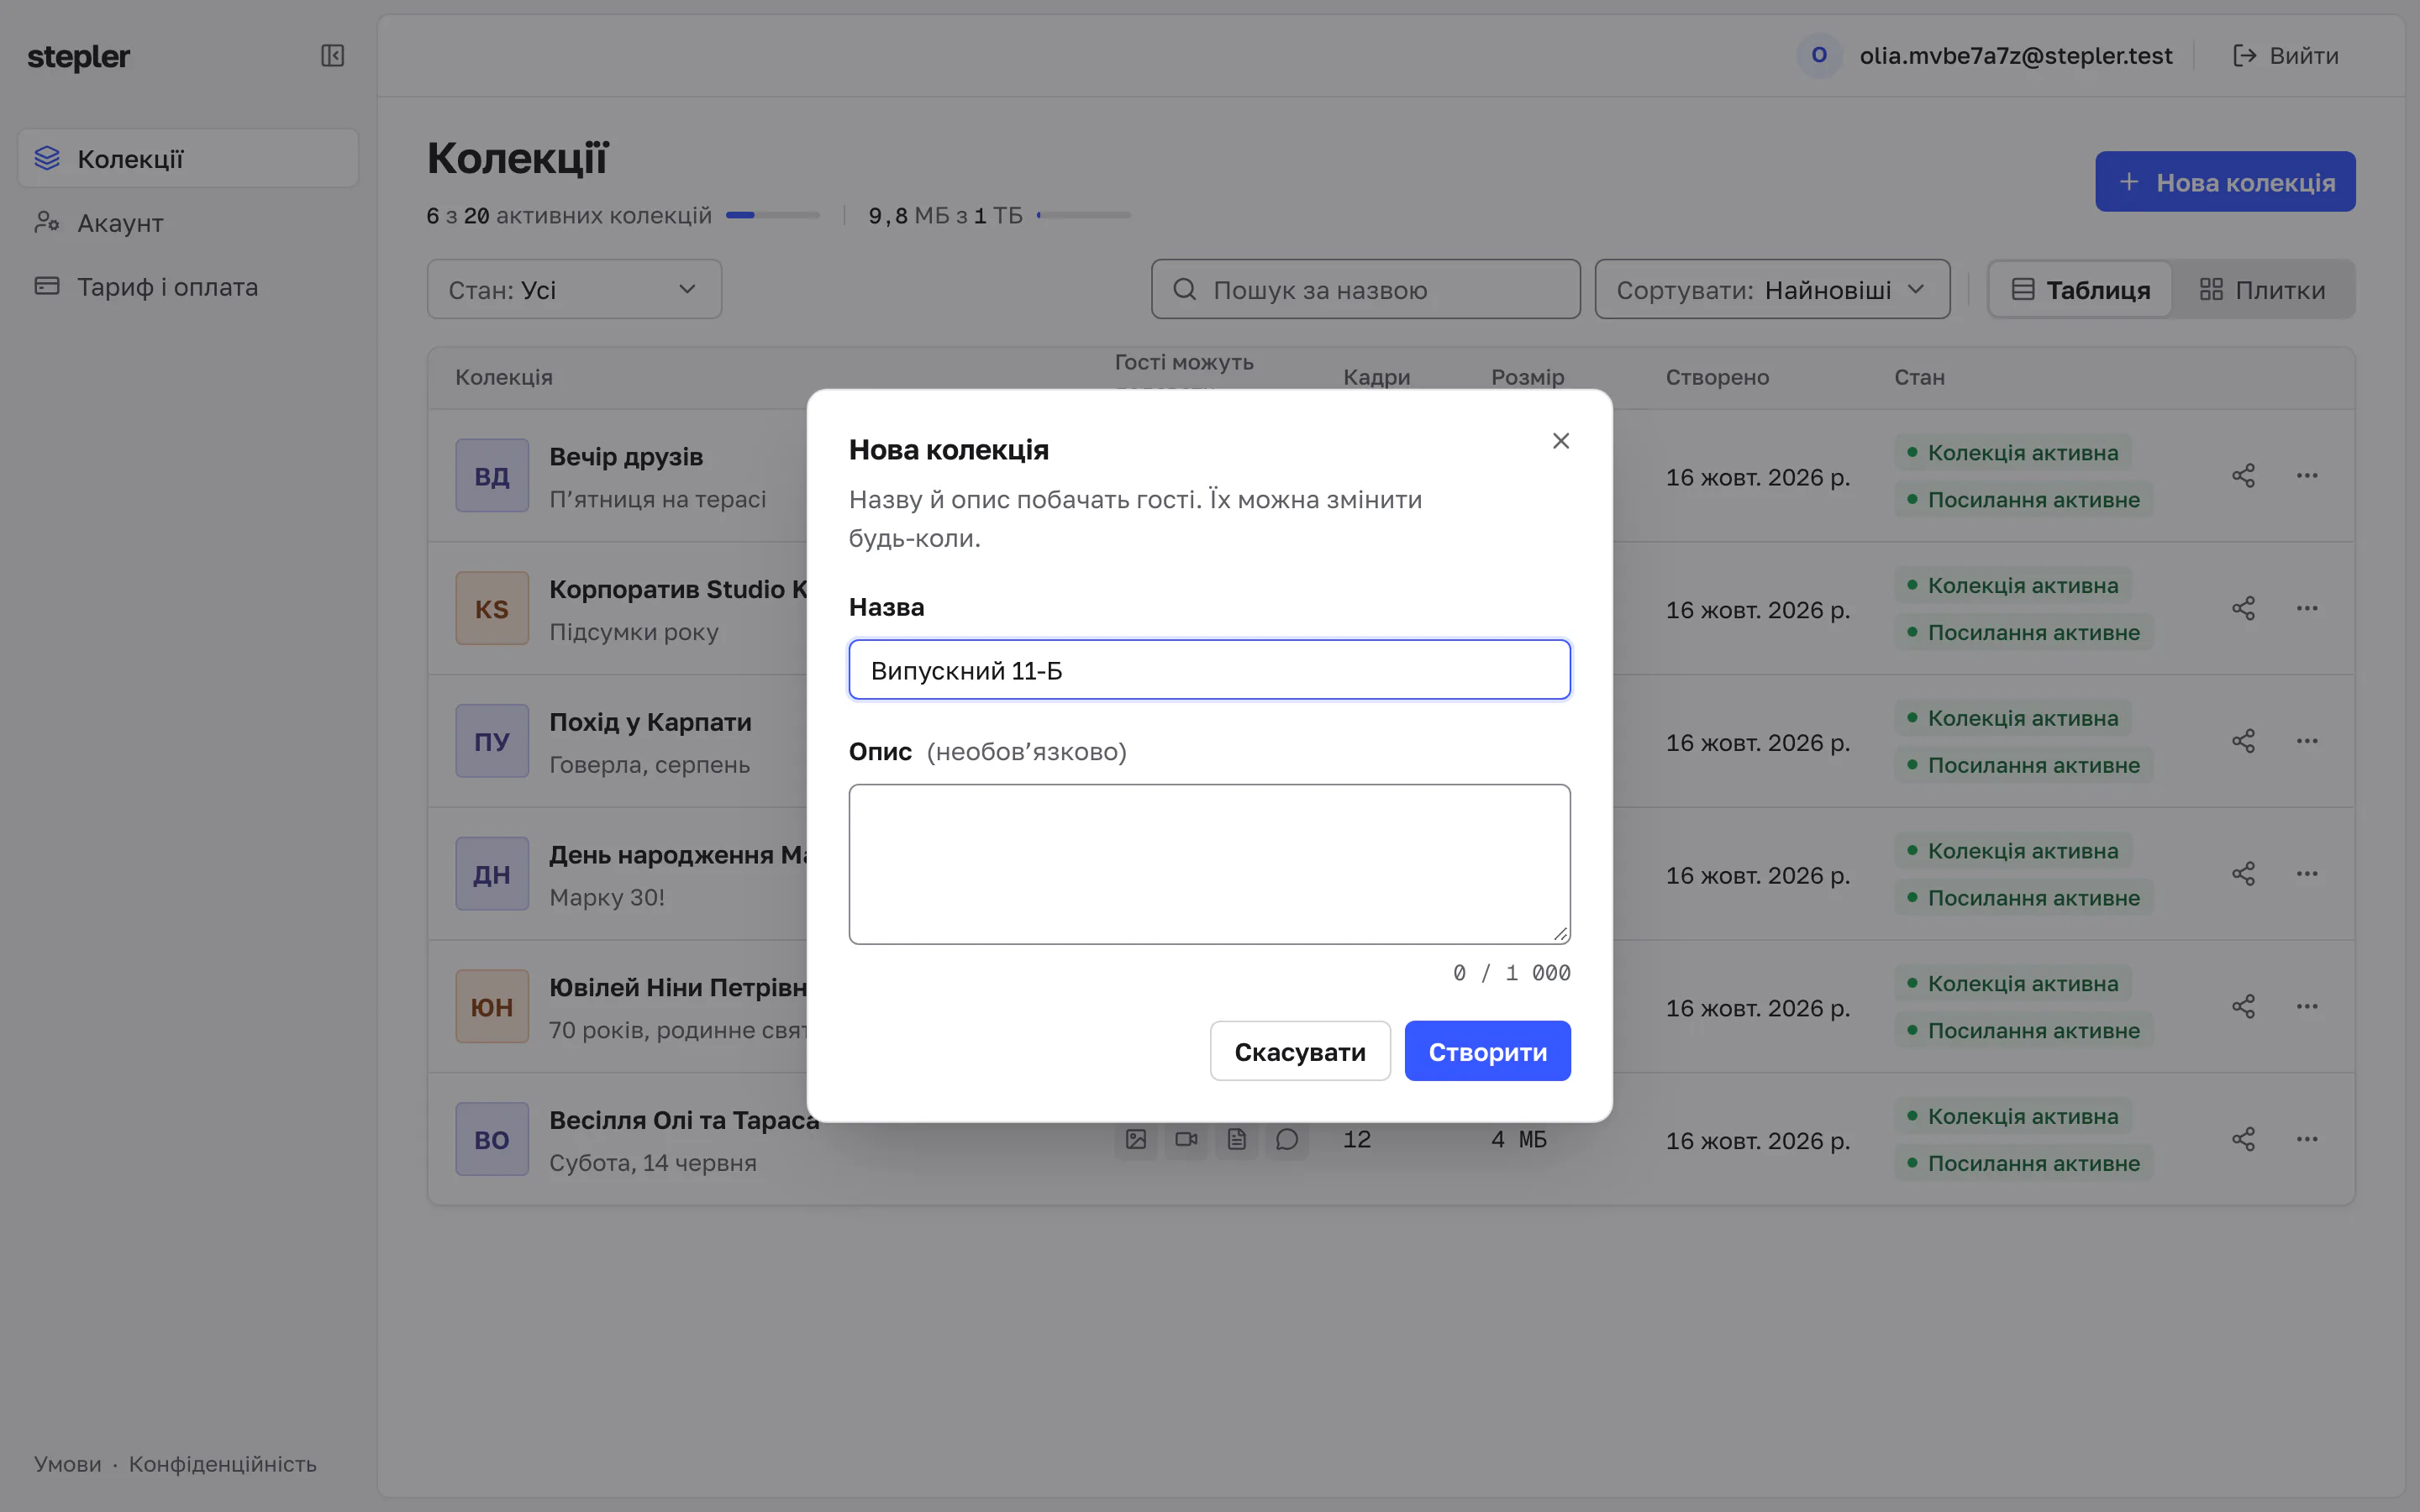 stepler
O olia.mvbe7a7z@stepler.test Вийти
Колекції
Акаунт
Тариф і оплата
Колекції
6 з 20 активних колекцій 9,8 МБ з 1 ТБ
Нова колекція
Стан: Усі
Пошук за назвою
Сортувати: Найновіші
Таблиця Плитки
Колекція Гості можуть Кадри Розмір Створено Стан
ВД Вечір друзів
П’ятниця на терасі
16 жовт. 2026 р.
Колекція активна
Посилання активне
KS Корпоратив Studio
Підсумки року
16 жовт. 2026 р.
Колекція активна
Посилання активне
ПУ Похід у Карпати
Говерла, серпень
16 жовт. 2026 р.
Колекція активна
Посилання активне
ДН День народження
Марку 30!
16 жовт. 2026 р.
Колекція активна
Посилання активне
ЮН Ювілей Ніни
70 років, родинне
16 жовт. 2026 р.
Колекція активна
Посилання активне
ВО Весілля Олі та Тараса
Субота, 14 червня
12 4 МБ 16 жовт. 2026 р.
Колекція активна
Посилання активне
Нова колекція
Назву й опис побачать гості. Їх можна змінити
будь-коли.
Назва
Випускний 11-Б
Опис (необов’язково)
0 / 1 000
Скасувати Створити
Умови · Конфіденційність